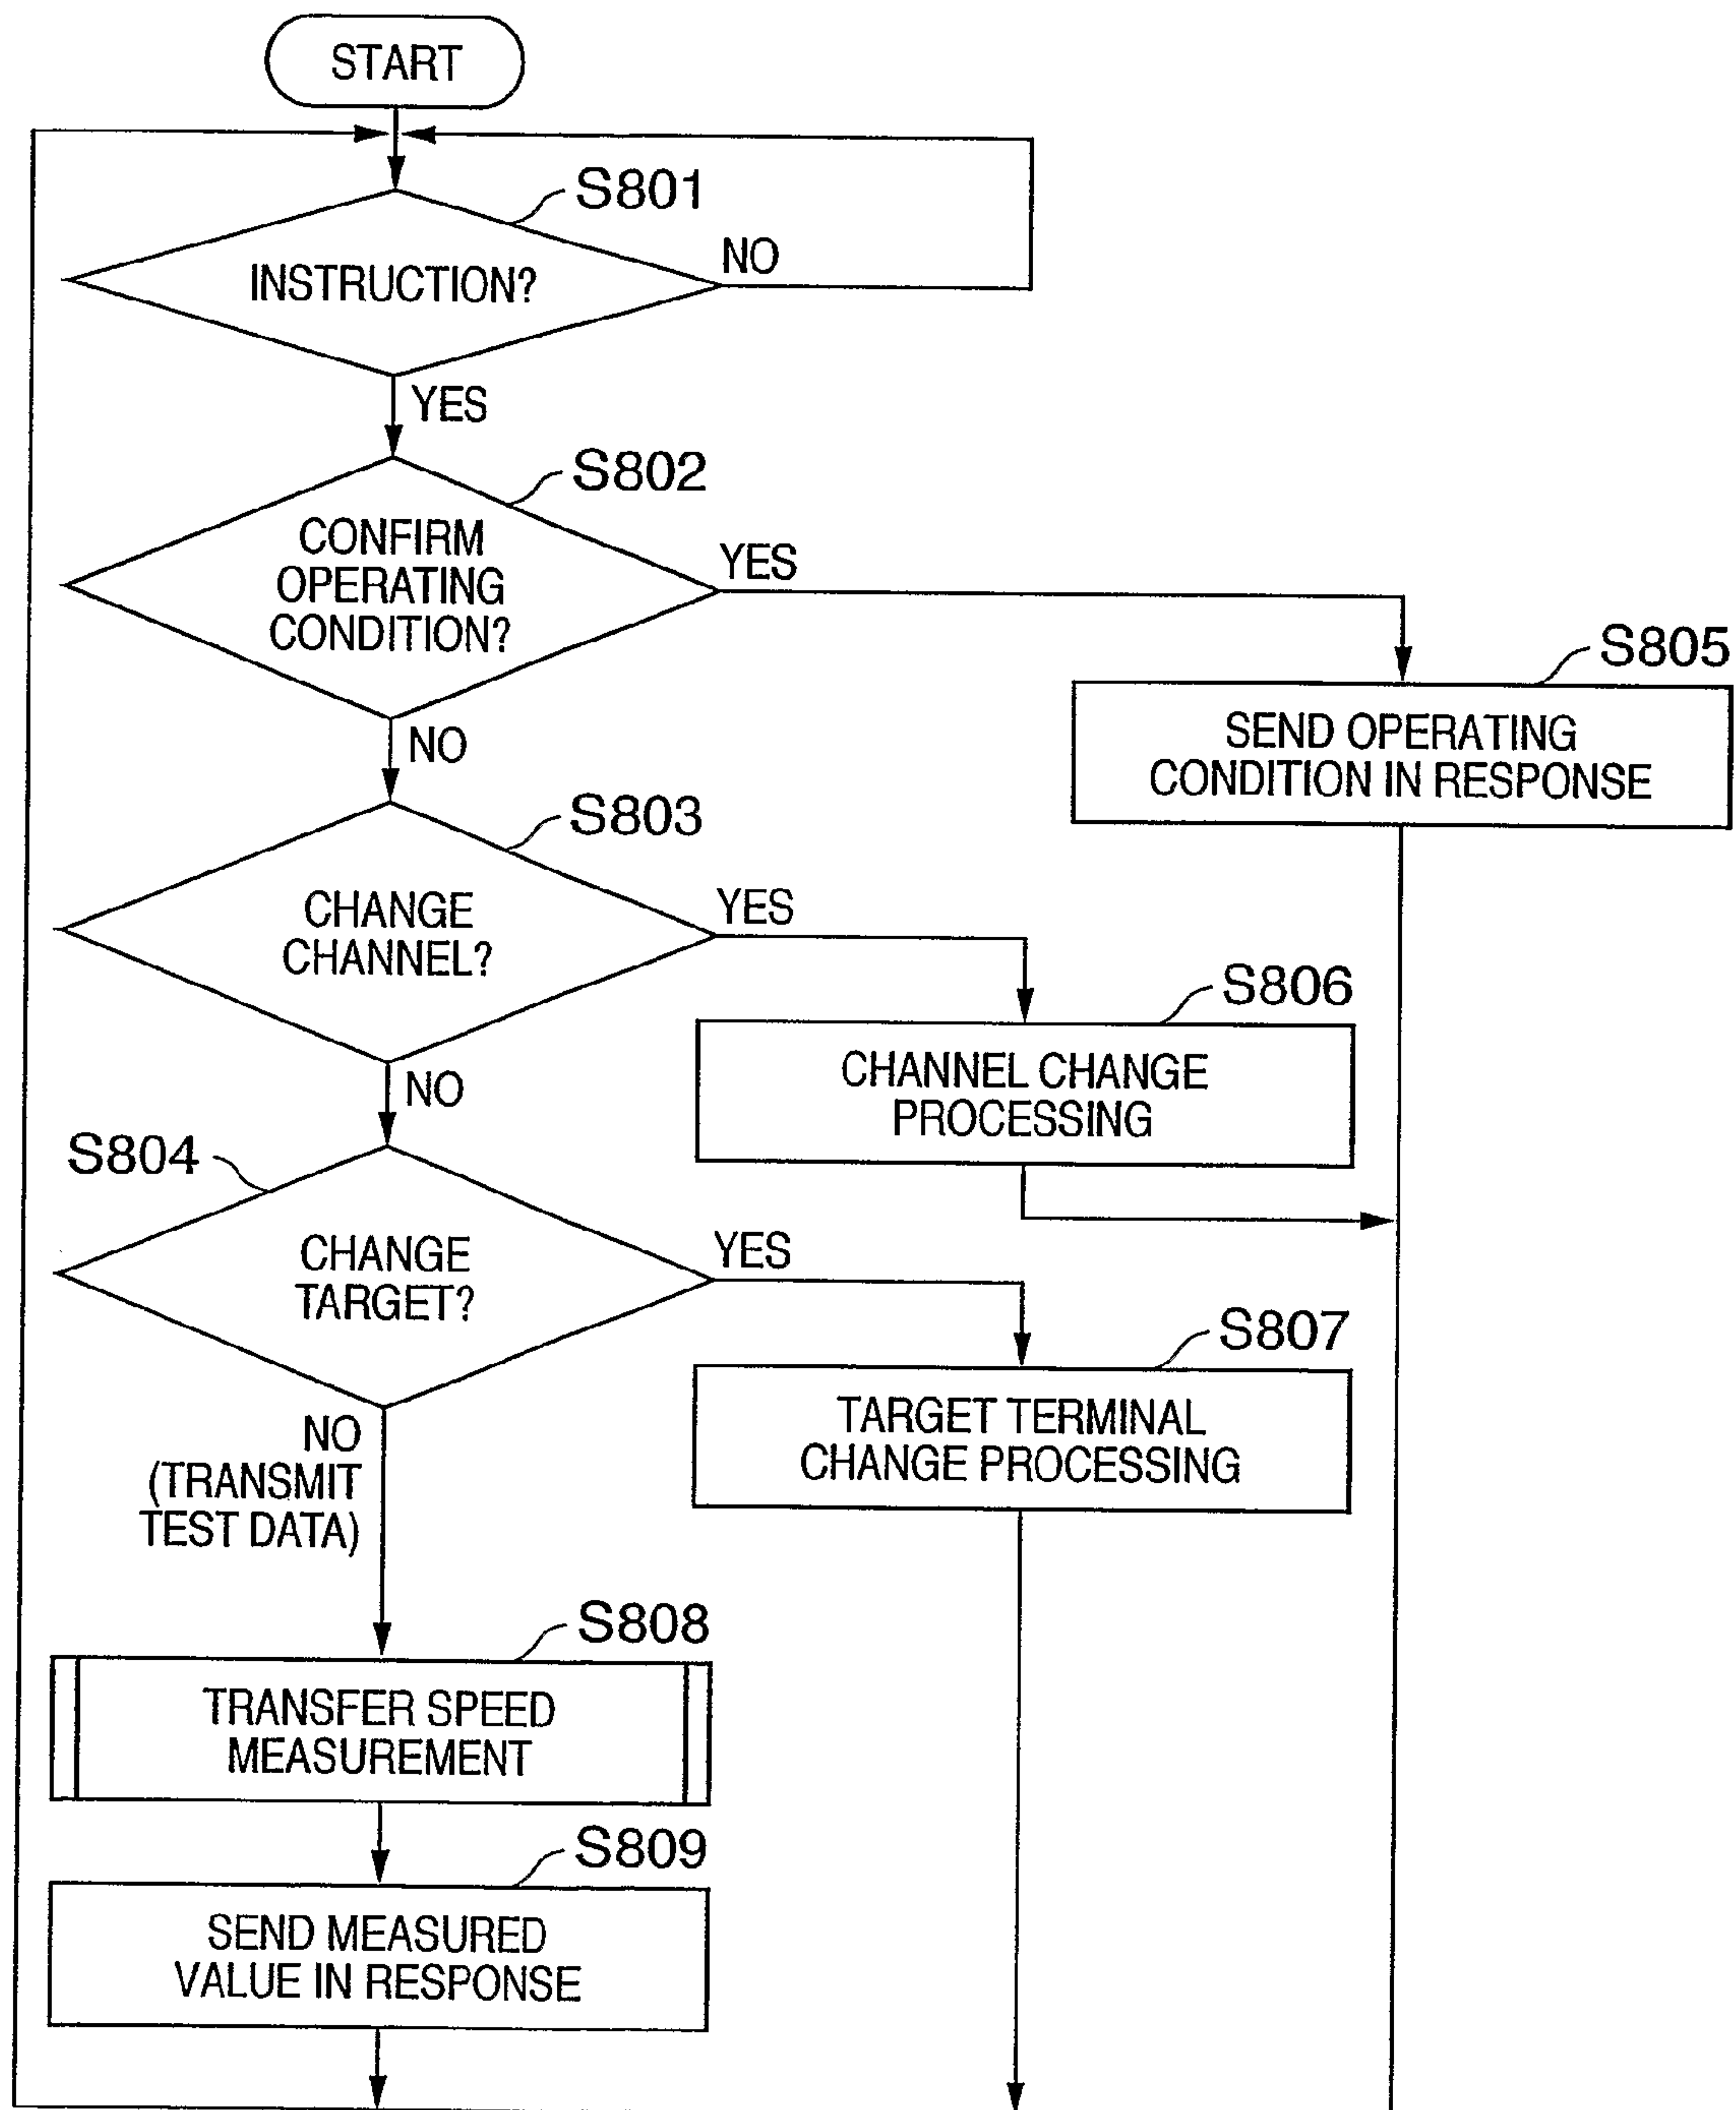 START
S801
INSTRUCTION?
NO
YES
S802
CONFIRM
OPERATING
CONDITION?
YES
NO
S805
SEND OPERATING
CONDITION IN RESPONSE
S803
CHANGE
CHANNEL?
YES
NO
S806
CHANNEL CHANGE
PROCESSING
S804
CHANGE
TARGET?
YES
NO
(TRANSMIT
TEST DATA)
S807
TARGET TERMINAL
CHANGE PROCESSING
S808
TRANSFER SPEED
MEASUREMENT
S809
SEND MEASURED
VALUE IN RESPONSE